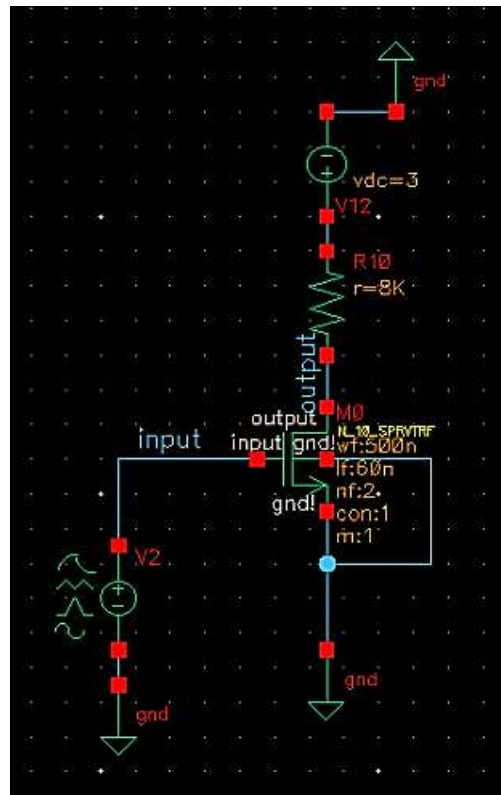 gnd
vdc=3
V12
R10
r=8K
output
output
M0
N_10_SPRVTRF
input
input
gnd!
wf:500n
lf:60n
gnd!
nf:2
con:1
m:1
V2
gnd
gnd